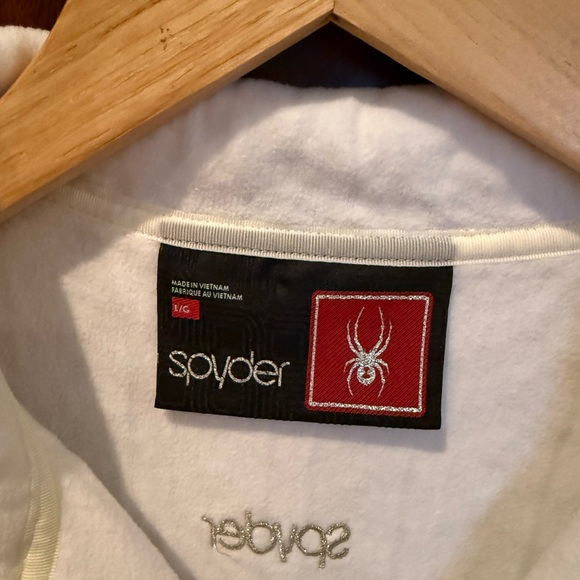 MADE IN VIETNAM
FABRIQUE AU VIETNAM
L/G
spyder
spyder